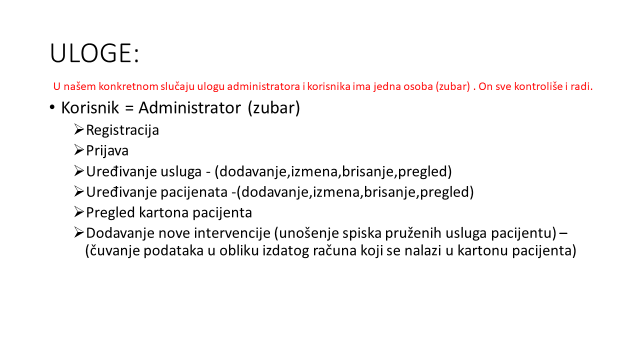 ULOGE:
U našem konkretnom slučaju ulogu administratora i korisnika ima jedna osoba (zubar) . On sve kontroliše i radi.
• Korisnik = Administrator (zubar)
➢Registracija
➢Prijava
➢Uređivanje usluga - (dodavanje,izmena,brisanje,pregled)
➢Uređivanje pacijenata -(dodavanje,izmena,brisanje,pregled)
➢Pregled kartona pacijenta
➢Dodavanje nove intervencije (unošenje spiska pruženih usluga pacijentu) –
(čuvanje podataka u obliku izdatog računa koji se nalazi u kartonu pacijenta)